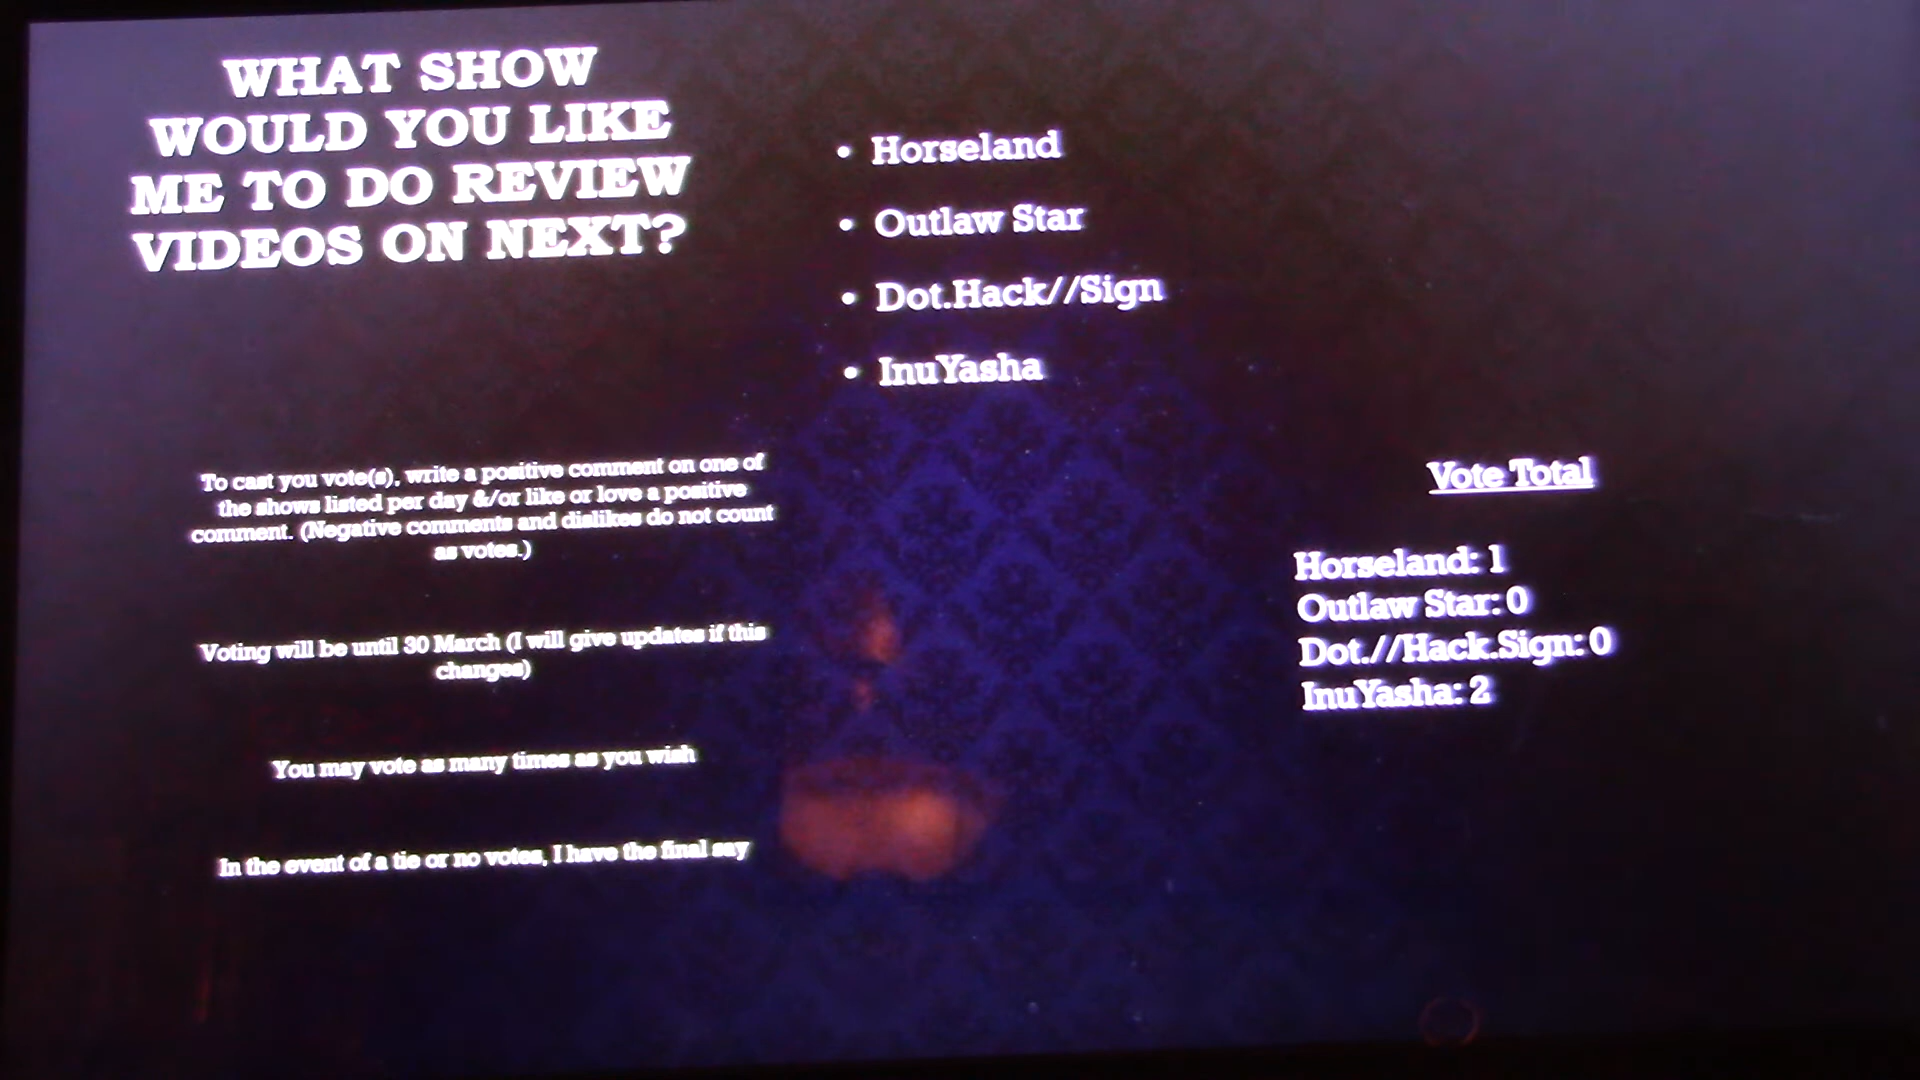 WHAT SHOW
WOULD YOU LIKE
ME TO DO REVIEW
VIDEOS ON NEXT?
• Horseland
• Outlaw Star
• Dot.Hack//Sign
• InuYasha
To cast you vote(s), write a positive comment on one of
the shows listed per day &/or like or love a positive
comment. (Negative comments and dislikes do not count
as votes.)
Voting will be until 30 March (I will give updates if this
changes)
You may vote as many times as you wish
In the event of a tie or no votes, I have the final say
Vote Total
Horseland: 1
Outlaw Star: 0
Dot.//Hack.Sign: 0
InuYasha: 2